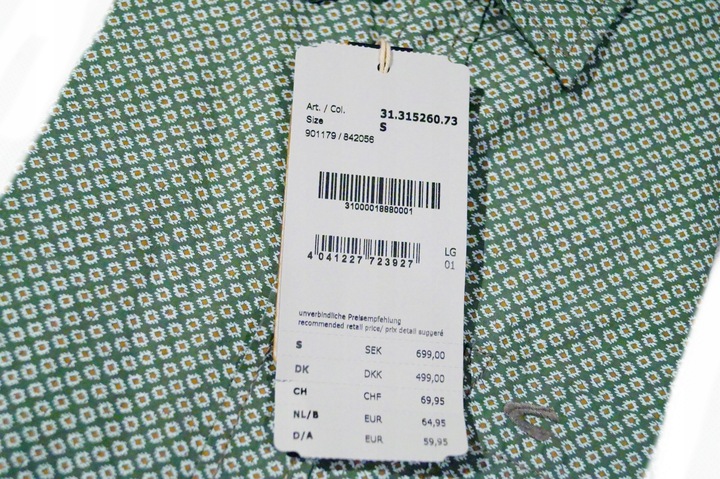 Art. / Col. 31.315260.73
Size S
901179 / 842056
31000018880001
4 041227 723927
LG
01
unverbindliche Preisempfehlung
recommended retail price/ prix detail suggeré
S SEK 699,00
DK DKK 499,00
CH CHF 69,95
NL/B EUR 64,95
D/A EUR 59,95